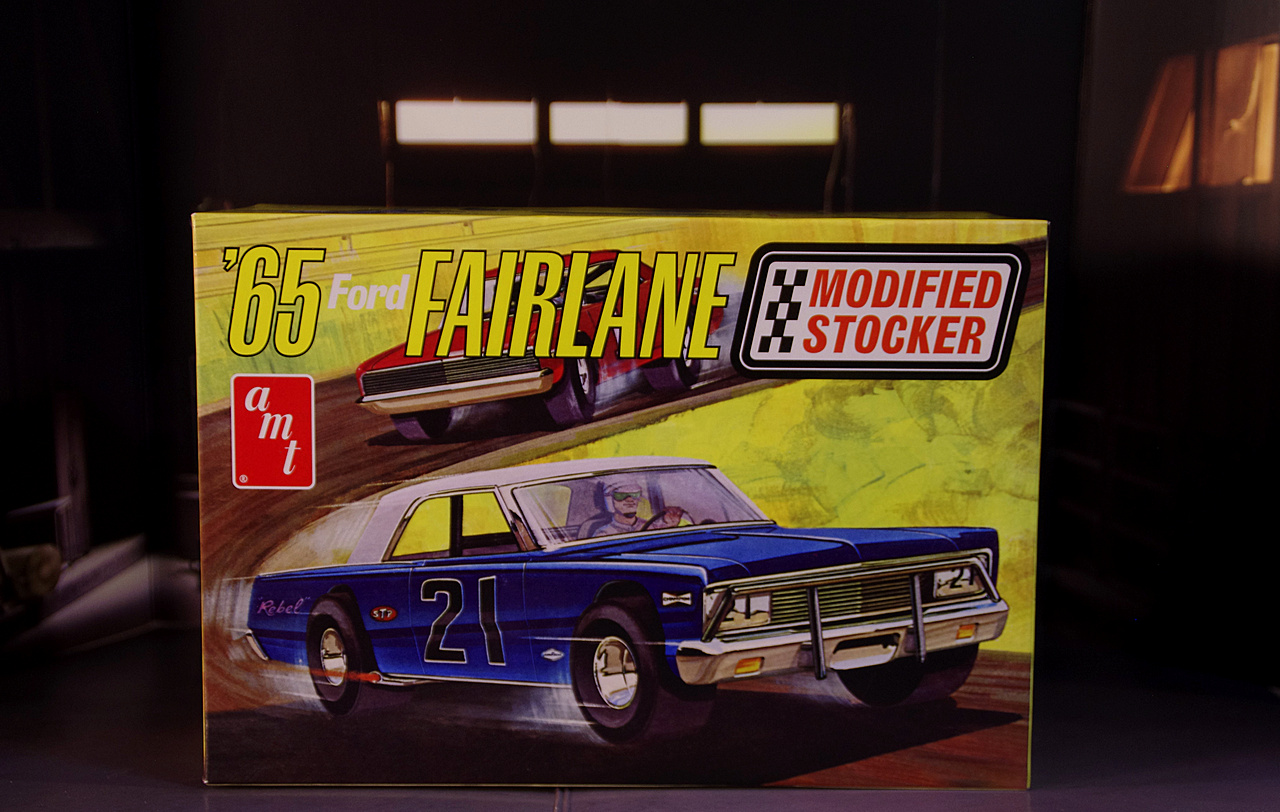 '65 Ford FAIRLANE
MODIFIED
STOCKER
amt
®
"Rebel"
STP
21
21